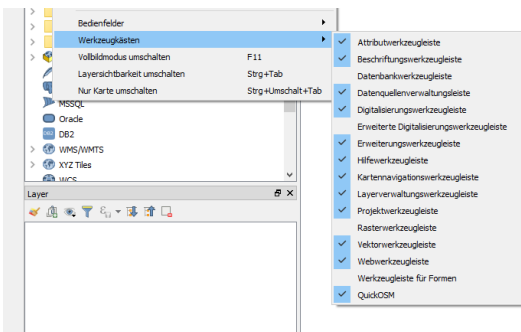 Bedienfelder
Werkzeugkästen
Vollbildmodus umschalten F11
Layersichtbarkeit umschalten Strg+Tab
Nur Karte umschalten Strg+Umschalt+Tab
Attributwerkzeugleiste
Beschriftungswerkzeugleiste
Datenbankwerkzeugleiste
Datenquellenverwaltungsleiste
Digitalisierungswerkzeugleiste
Erweiterte Digitalisierungswerkzeugleiste
Erweiterungswerkzeugleiste
Hilfewerkzeugleiste
Kartennavigationswerkzeugleiste
Layerverwaltungswerkzeugleiste
Projektwerkzeugleiste
Rasterwerkzeugleiste
Vektorwerkzeugleiste
Webwerkzeugleiste
Werkzeugleiste für Formen
QuickOSM
MSSQL
Oracle
DB2
WMS/WMTS
XYZ Tiles
WCS
Layer